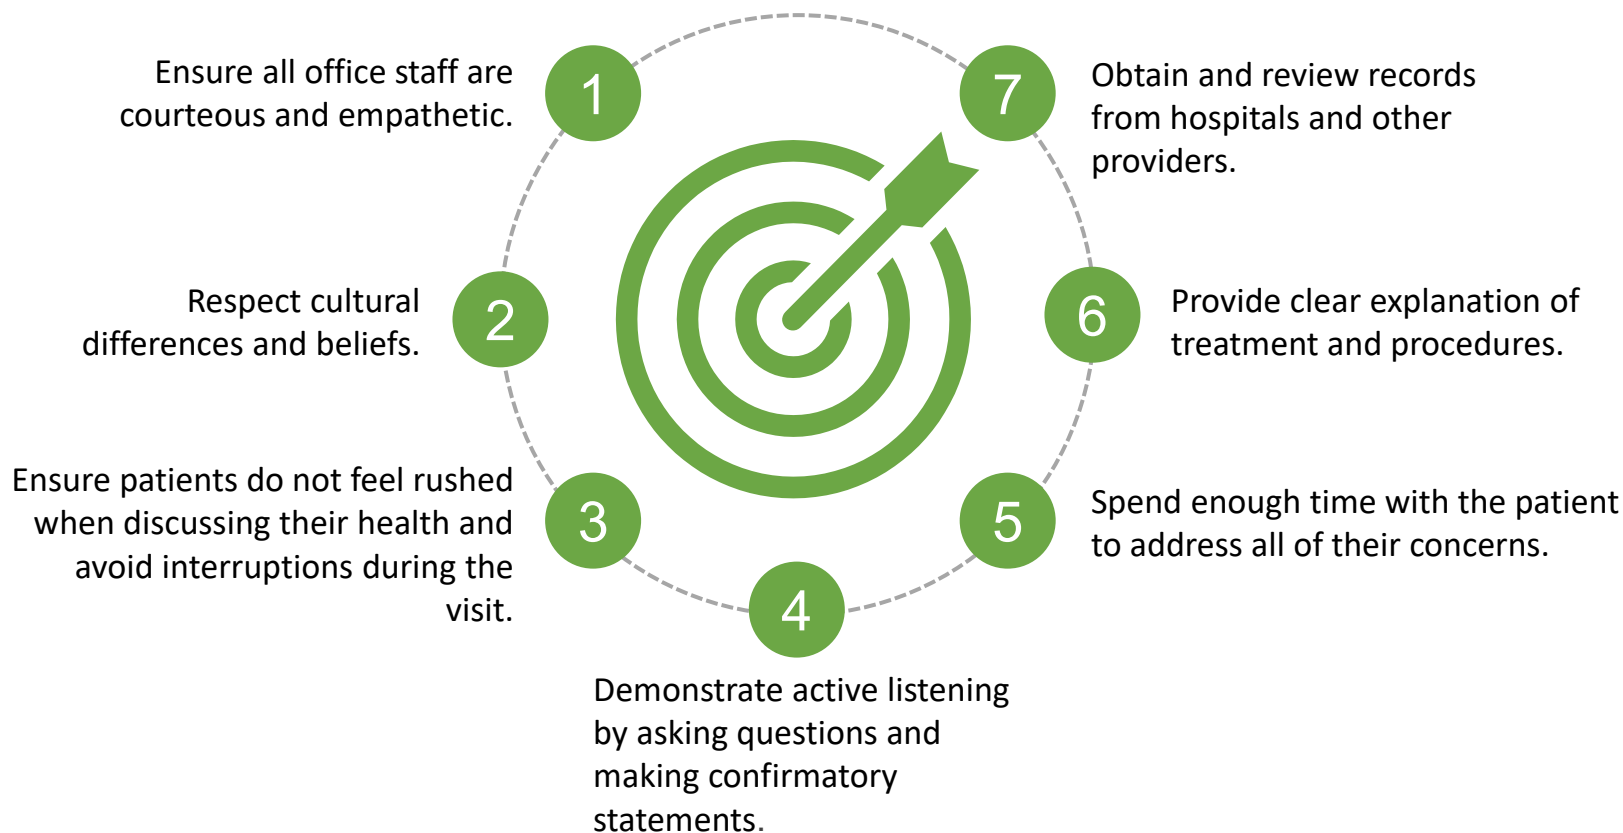 1
Ensure all office staff are
courteous and empathetic.
2
Respect cultural
differences and beliefs.
3
Ensure patients do not feel rushed
when discussing their health and
avoid interruptions during the
visit.
4
Demonstrate active listening
by asking questions and
making confirmatory
statements.
5
Spend enough time with the patient
to address all of their concerns.
6
Provide clear explanation of
treatment and procedures.
7
Obtain and review records
from hospitals and other
providers.